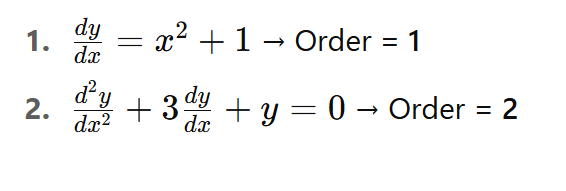 1. dy/dx = x² + 1 → Order = 1
2. d²y/dx² + 3 dy/dx + y = 0 → Order = 2